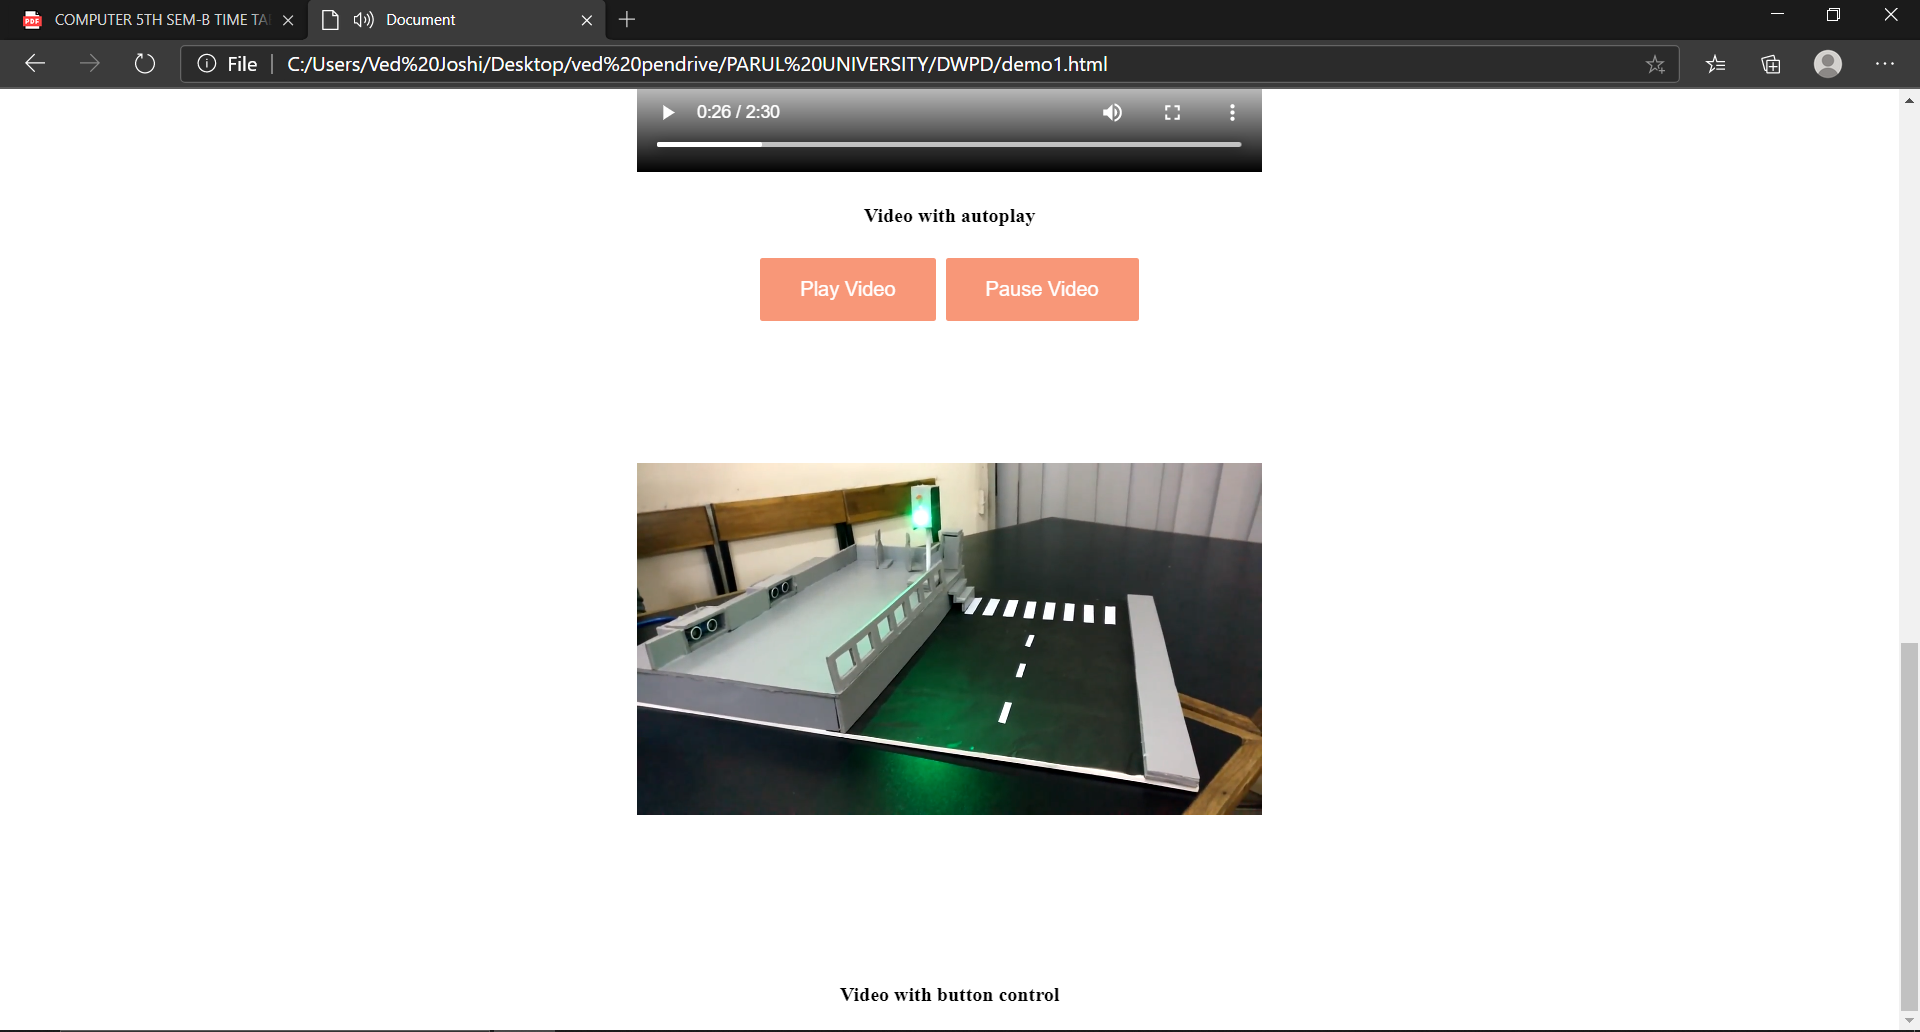 COMPUTER 5TH SEM-B TIME TA
Document
File
C:/Users/Ved%20Joshi/Desktop/ved%20pendrive/PARUL%20UNIVERSITY/DWPD/demo1.html
0:26 / 2:30
Video with autoplay
Play Video
Pause Video
Video with button control